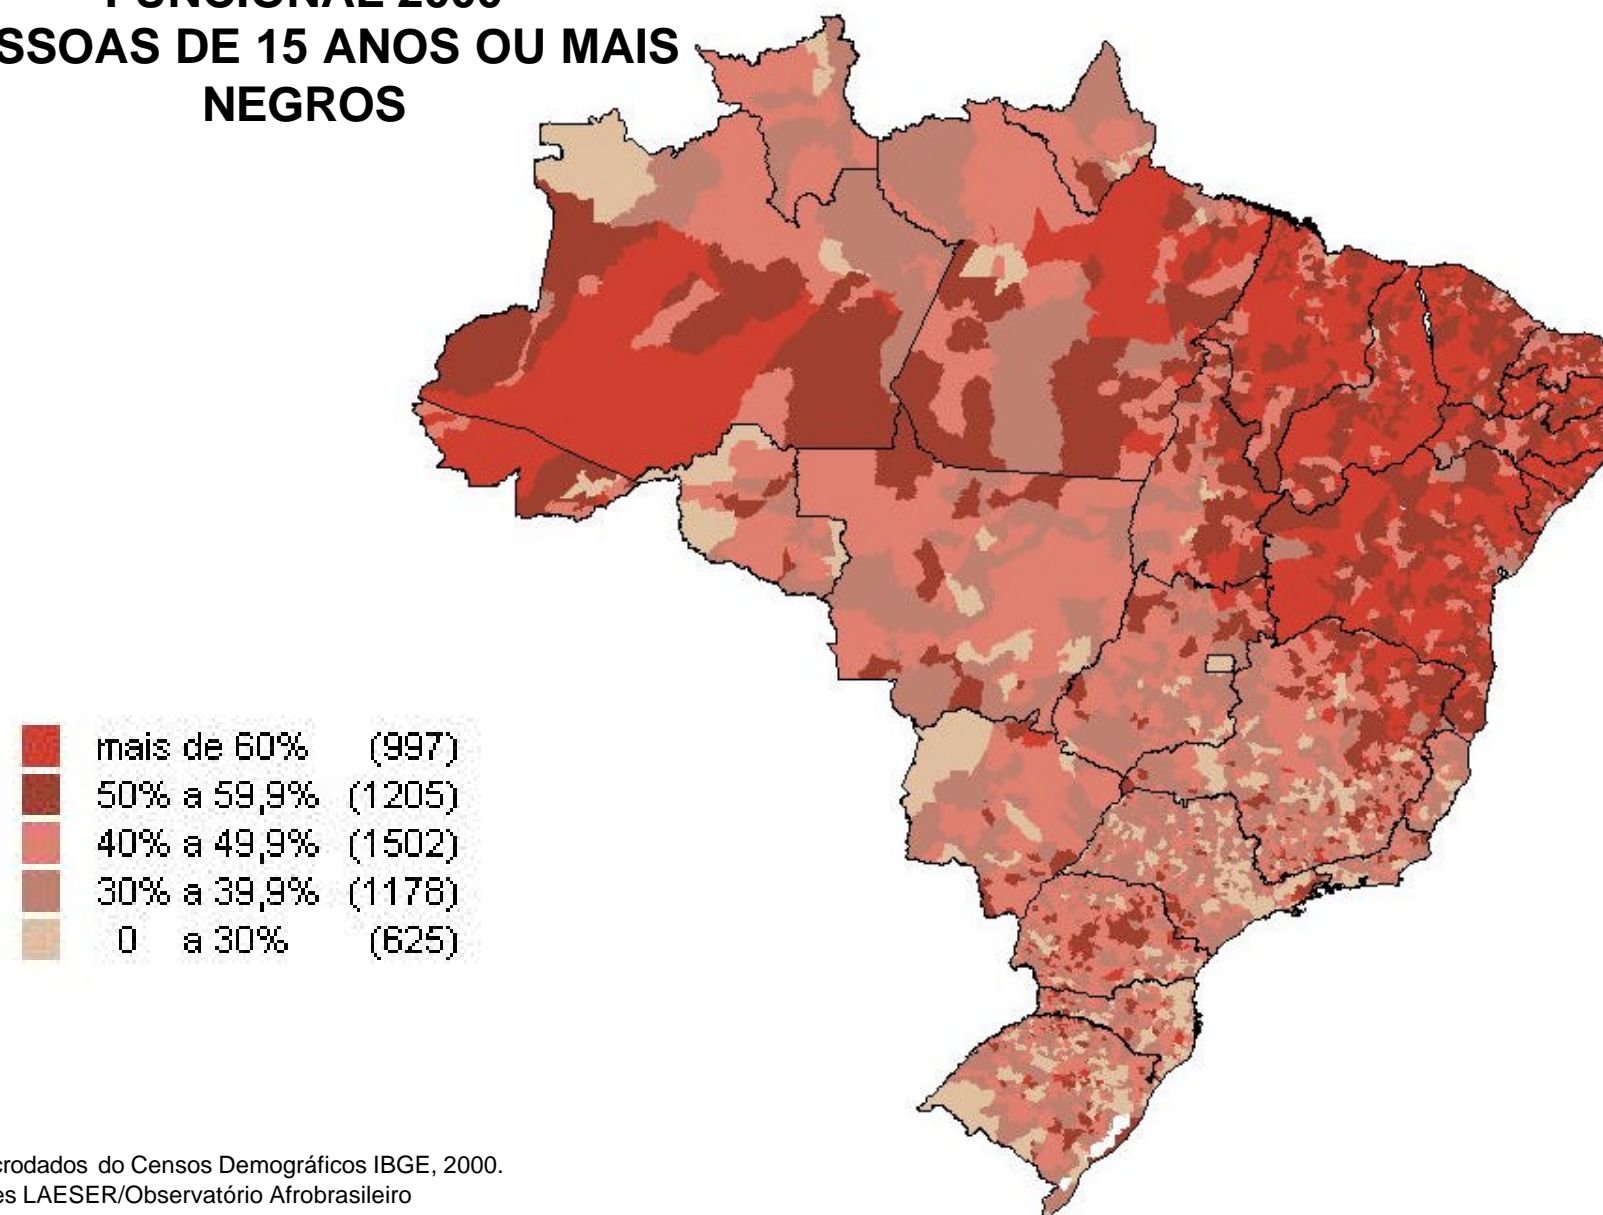 FUNCIONAL 2000
SSOAS DE 15 ANOS OU MAIS
NEGROS
mais de 60% (997)
50% a 59,9% (1205)
40% a 49,9% (1502)
30% a 39,9% (1178)
0 a 30% (625)
crodados do Censos Demográficos IBGE, 2000.
es LAESER/Observatório Afrobrasileiro